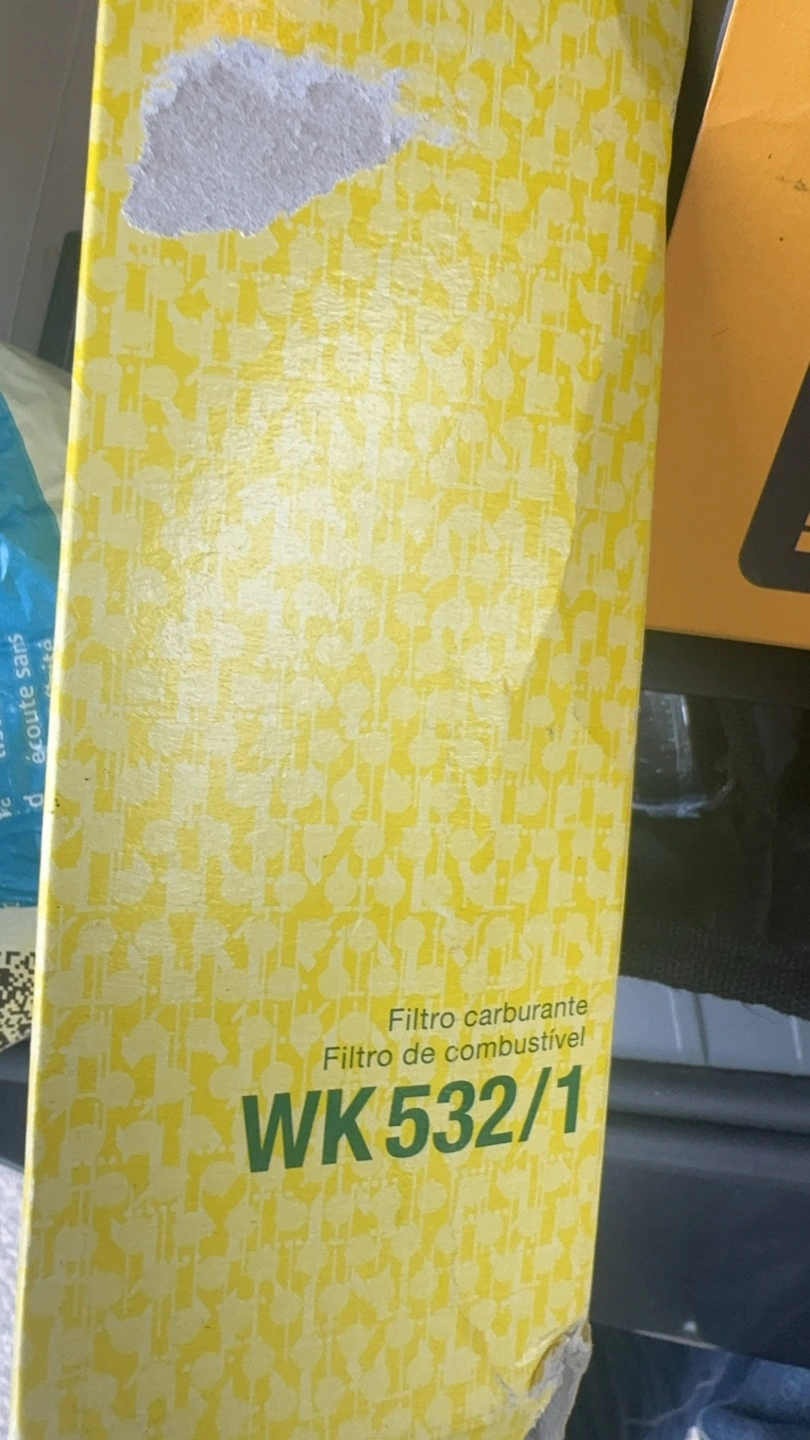 écoute sans
Filtro carburante
Filtro de combustível
WK 532/1